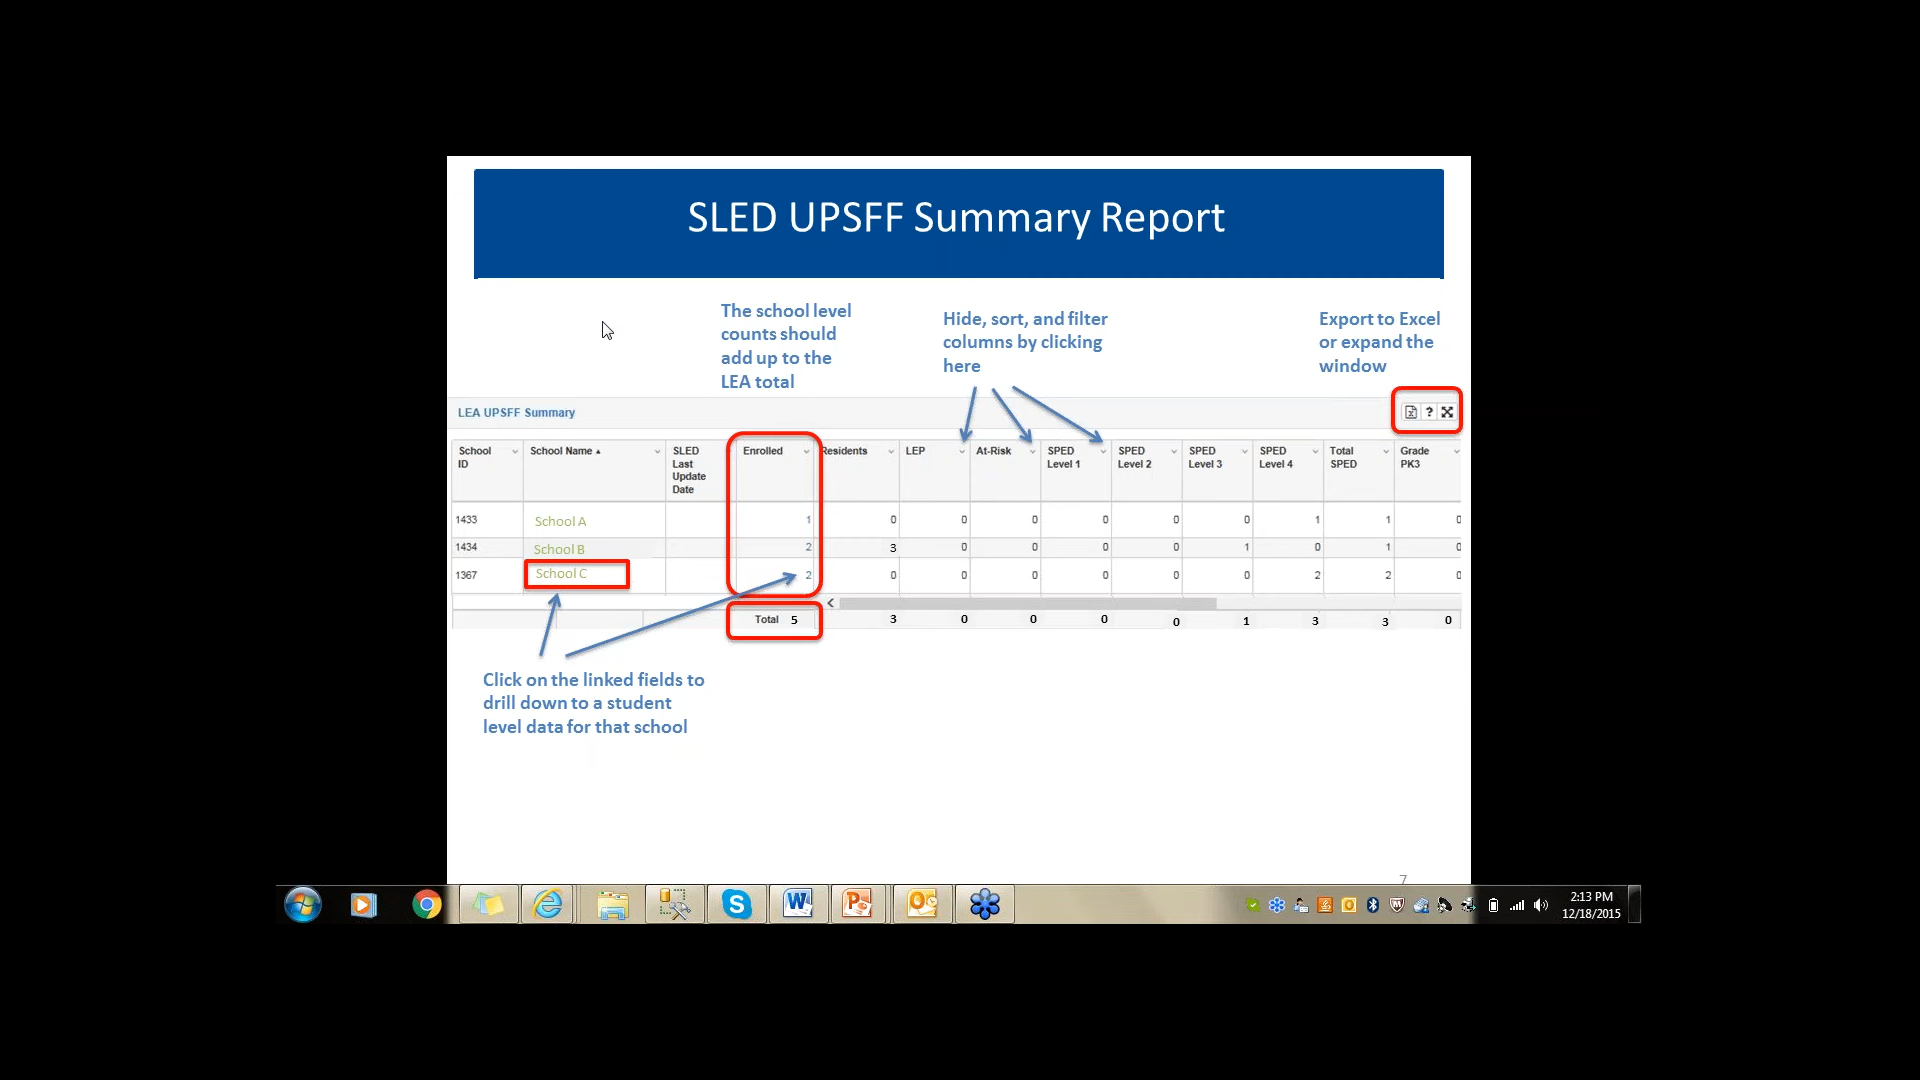 SLED UPSFF Summary Report
The school level
counts should
add up to the
LEA total
Hide, sort, and filter
columns by clicking
here
Export to Excel
or expand the
window
LEA UPSFF Summary
?
School ID School Name SLED Last Update Date Enrolled Residents LEP At-Risk SPED Level 1 SPED Level 2 SPED Level 3 SPED Level 4 Total SPED Grade PK3
1433 School A 1 0 0 0 0 0 0 1 1 0
1434 School B 2 3 0 0 0 0 1 0 1 0
1367 School C 2 0 0 0 0 0 0 2 2 0
Total 5 3 0 0 0 0 1 3 3 0
Click on the linked fields to
drill down to a student
level data for that school
7
2:13 PM
12/18/2015